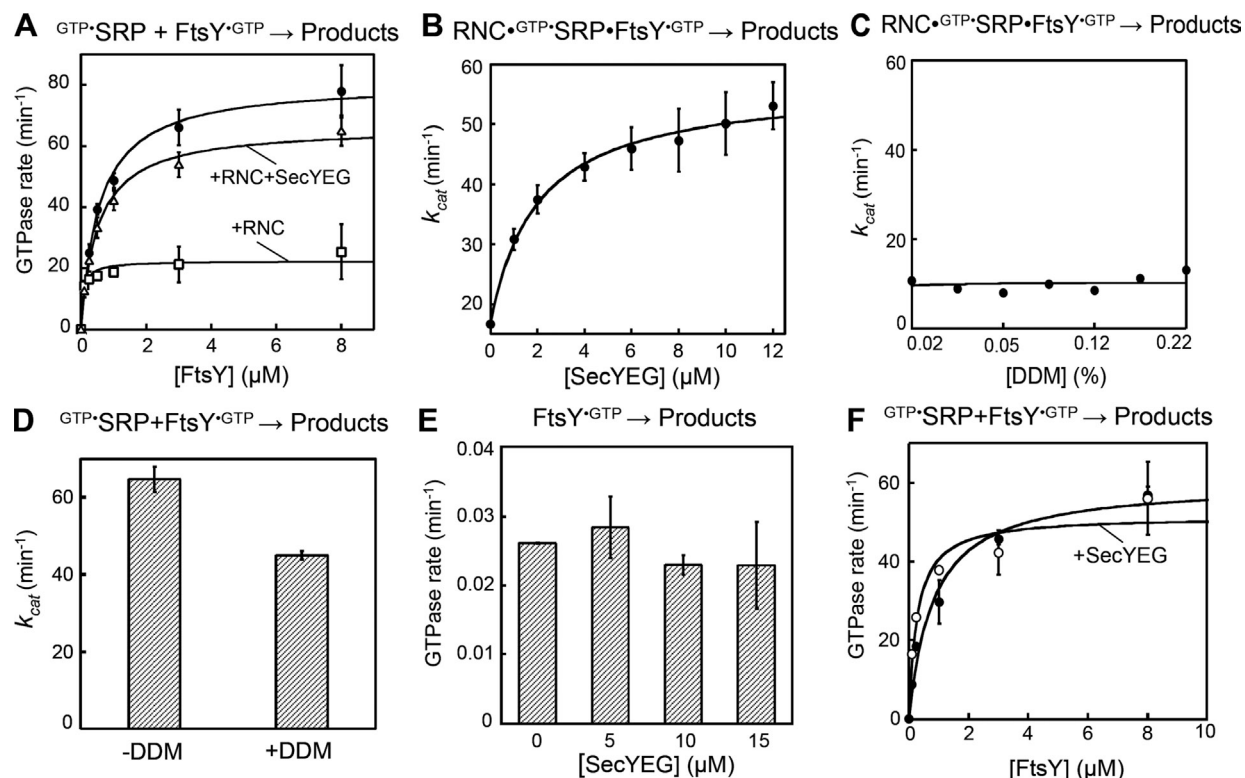 A GTP•SRP + FtsY•GTP → Products
GTPase rate (min-1)
80
60
40
20
0
+RNC+SecYEG
+RNC
0 2 4 6 8
[FtsY] (µM)
B RNC•GTP•SRP•FtsY•GTP → Products
kcat (min-1)
60
50
40
30
20
0 2 4 6 8 10 12
[SecYEG] (µM)
C RNC•GTP•SRP•FtsY•GTP → Products
kcat (min-1)
60
40
20
0
0.02 0.05 0.12 0.22
[DDM] (%)
D GTP•SRP+FtsY•GTP → Products
kcat (min-1)
60
40
20
0
-DDM +DDM
E FtsY•GTP → Products
GTPase rate (min-1)
0.04
0.03
0.02
0.01
0
0 5 10 15
[SecYEG] (µM)
F GTP•SRP+FtsY•GTP → Products
GTPase rate (min-1)
80
60
40
20
0
+SecYEG
0 2 4 6 8 10
[FtsY] (µM)